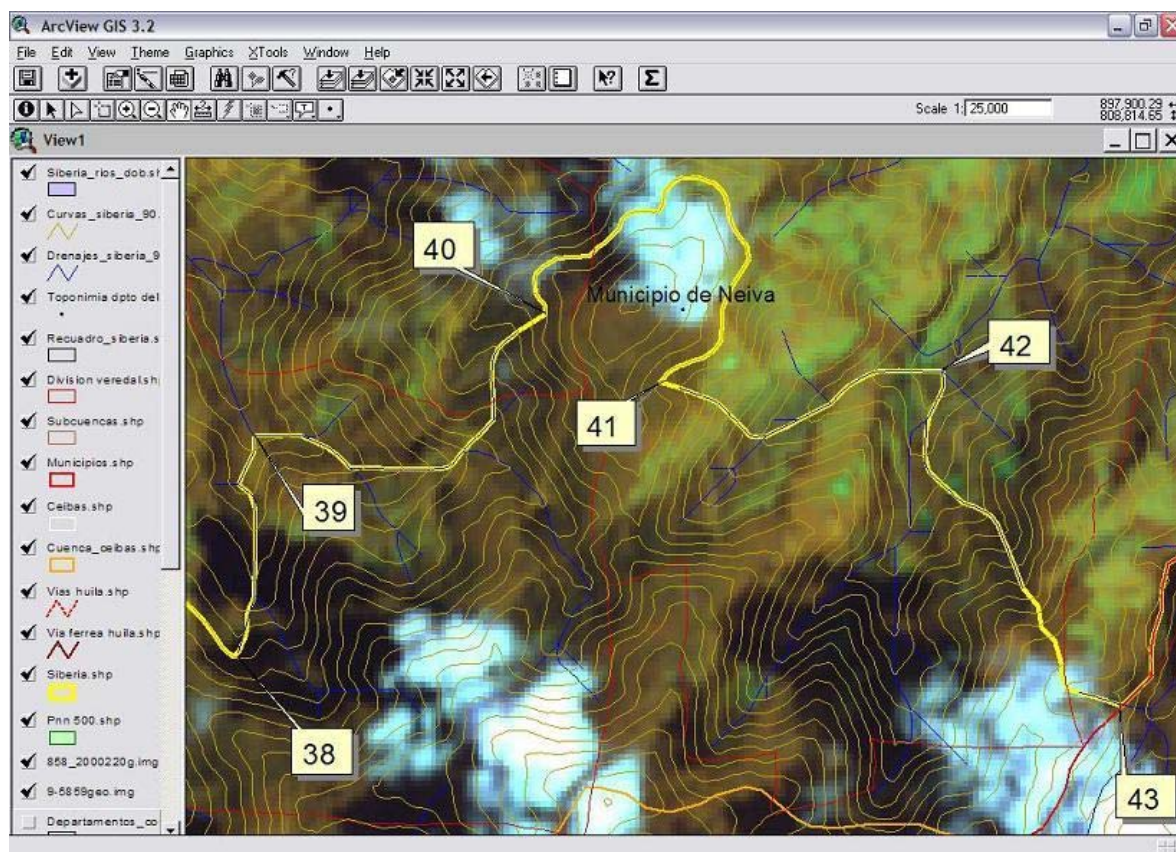 ArcView GIS 3.2
File Edit View Theme Graphics XTools Window Help
Scale 1: 25,000
897,900.29
808,814.65
View1
Siberia_rios_dob.sh
Curvas_siberia_90.
Drenajes_siberia_9
Toponimia dpto del
Recuadro_siberia.s
Division veredal.sh
Subcuencas.shp
Municipios.shp
Ceibas.shp
Cuenca_ceibas.shp
Vias huila.shp
Via ferrea huila.shp
Siberia.shp
Pnn 500.shp
858_2000220g.img
9-5859geo.img
Departamentos_co
40
Municipio de Neiva
42
41
39
38
43